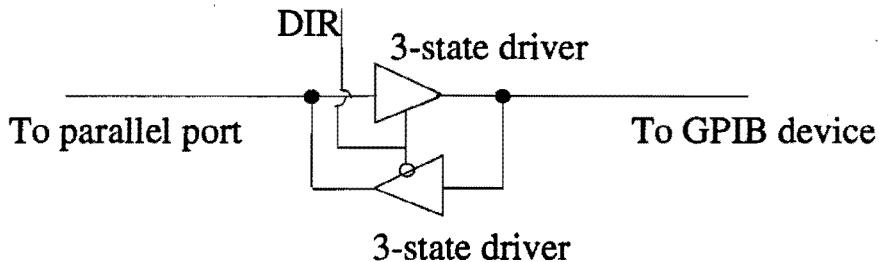 DIR
3-state driver
To parallel port
To GPIB device
3-state driver